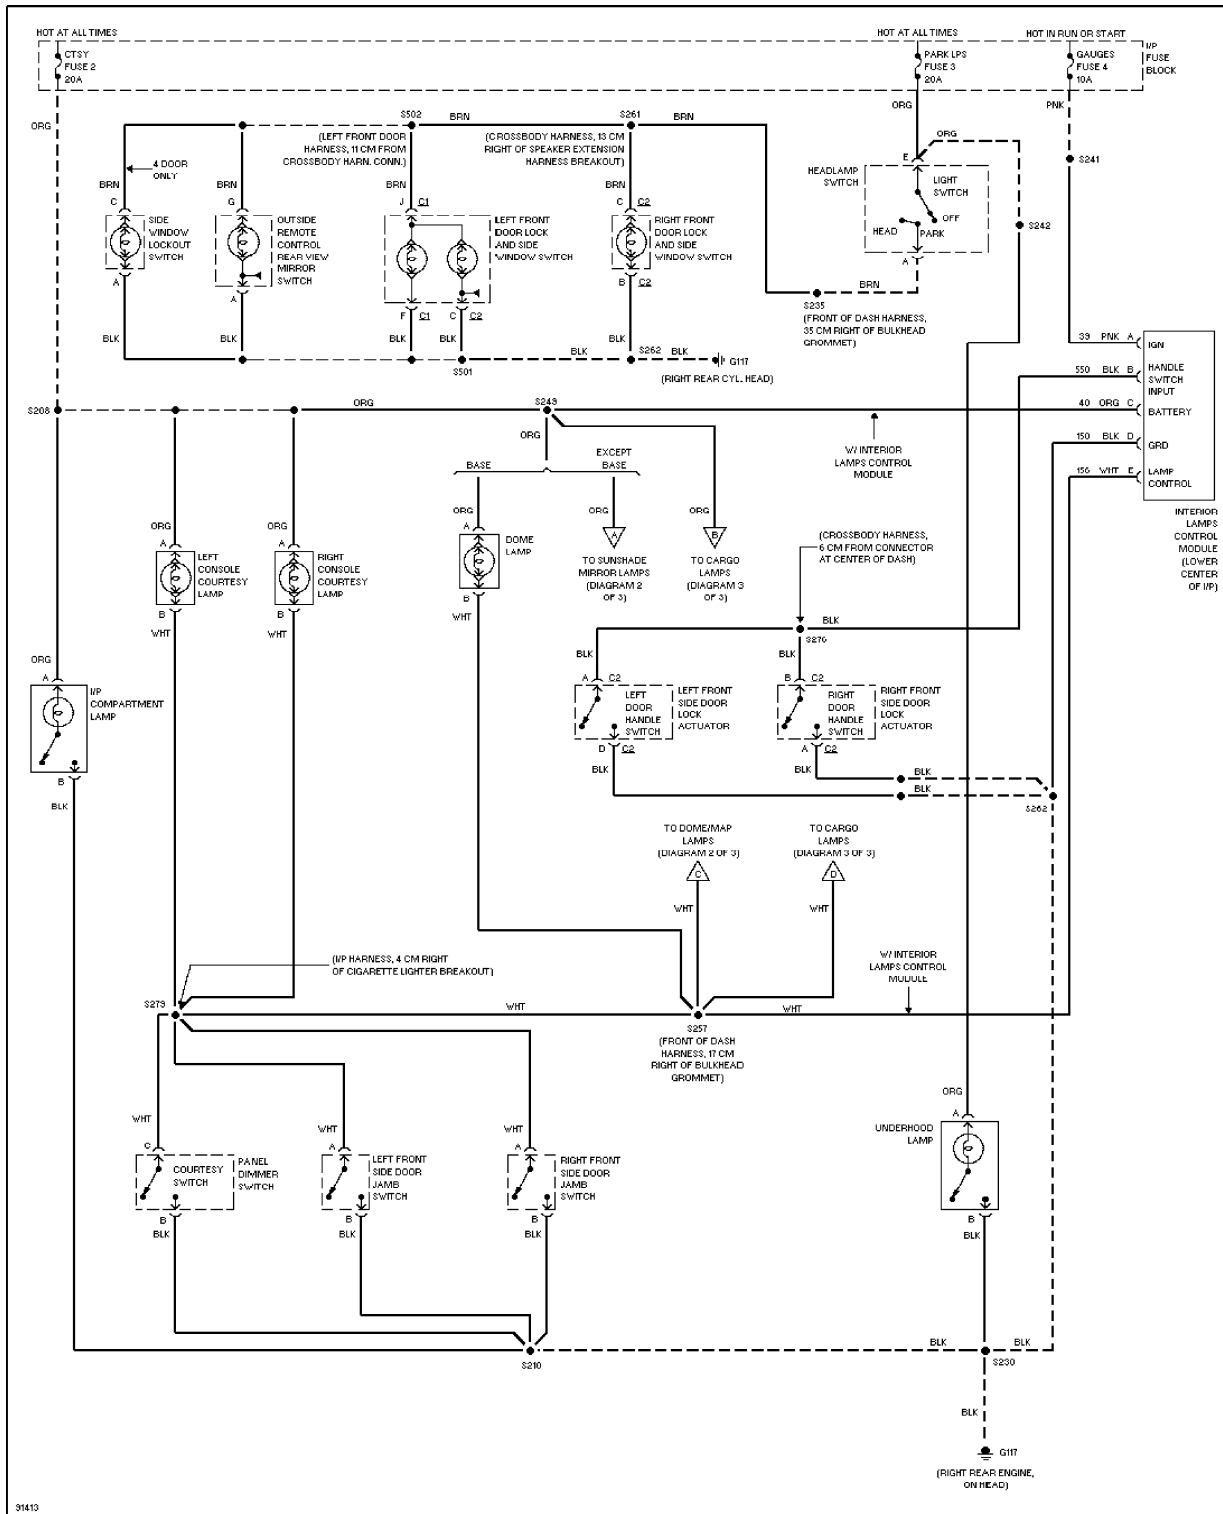 HOT AT ALL TIMES
HOT AT ALL TIMES
HOT IN RUN OR START
CTSY
FUSE 2
20A
PARK LPS
FUSE 3
20A
GAUGES
FUSE 4
10A
I/P
FUSE
BLOCK
ORG
ORG
PNK
S502
BRN
S261
BRN
ORG
(LEFT FRONT DOOR
HARNESS, 11 CM FROM
CROSSBODY HARN. CONN.)
(CROSSBODY HARNESS, 13 CM
RIGHT OF SPEAKER EXTENSION
HARNESS BREAKOUT)
4 DOOR
ONLY
E
S241
HEADLAMP
SWITCH
LIGHT
SWITCH
OFF
HEAD
PARK
A
S242
BRN
BRN
BRN
BRN
C
G
J C1
C C2
SIDE
WINDOW
LOCKOUT
SWITCH
OUTSIDE
REMOTE
CONTROL
REAR VIEW
MIRROR
SWITCH
LEFT FRONT
DOOR LOCK
AND SIDE
WINDOW SWITCH
RIGHT FRONT
DOOR LOCK
AND SIDE
WINDOW SWITCH
A
A
F C1
C C2
B C2
BRN
S235
(FRONT OF DASH HARNESS,
35 CM RIGHT OF BULKHEAD
GROMMET)
BLK
BLK
BLK
BLK
BLK
BLK
S262
BLK
G117
S501
(RIGHT REAR CYL. HEAD)
39 PNK A
IGN
550 BLK B
HANDLE
SWITCH
INPUT
40 ORG C
BATTERY
150 BLK D
GRD
156 WHT E
LAMP
CONTROL
INTERIOR
LAMPS
CONTROL
MODULE
(LOWER
CENTER
OF I/P)
S208
ORG
S249
ORG
EXCEPT
BASE
BASE
W/ INTERIOR
LAMPS CONTROL
MODULE
ORG
ORG
ORG
ORG
ORG
A
A
A
A
B
LEFT
CONSOLE
COURTESY
LAMP
RIGHT
CONSOLE
COURTESY
LAMP
DOME
LAMP
TO SUNSHADE
MIRROR LAMPS
(DIAGRAM 2
OF 3)
TO CARGO
LAMPS
(DIAGRAM 3
OF 3)
(CROSSBODY HARNESS,
6 CM FROM CONNECTOR
AT CENTER OF DASH)
B
B
B
WHT
WHT
WHT
BLK
S276
BLK
BLK
ORG
A
I/P
COMPARTMENT
LAMP
B
BLK
A C2
B C2
LEFT
DOOR
HANDLE
SWITCH
LEFT FRONT
SIDE DOOR
LOCK
ACTUATOR
RIGHT
DOOR
HANDLE
SWITCH
RIGHT FRONT
SIDE DOOR
LOCK
ACTUATOR
D C2
A C2
BLK
BLK
BLK
BLK
S262
TO DOME/MAP
LAMPS
(DIAGRAM 2 OF 3)
TO CARGO
LAMPS
(DIAGRAM 3 OF 3)
C
D
WHT
WHT
(I/P HARNESS, 4 CM RIGHT
OF CIGARETTE LIGHTER BREAKOUT)
W/ INTERIOR
LAMPS CONTROL
MODULE
S279
WHT
WHT
S257
(FRONT OF DASH
HARNESS, 17 CM
RIGHT OF BULKHEAD
GROMMET)
WHT
WHT
WHT
C
A
A
COURTESY
SWITCH
PANEL
DIMMER
SWITCH
LEFT FRONT
SIDE DOOR
JAMB
SWITCH
RIGHT FRONT
SIDE DOOR
JAMB
SWITCH
B
B
B
BLK
BLK
BLK
ORG
A
UNDERHOOD
LAMP
B
BLK
S210
BLK
BLK
S230
BLK
G117
(RIGHT REAR ENGINE,
ON HEAD)
91413